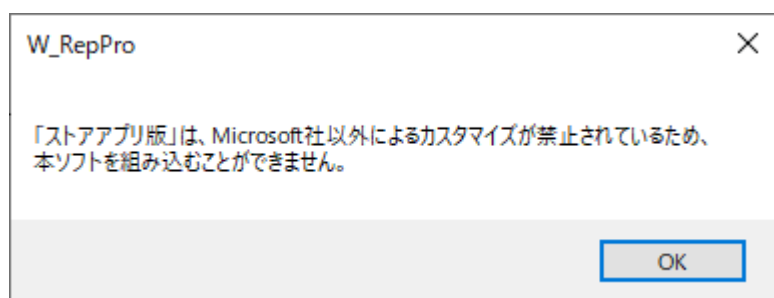 W_RepPro
「ストアアプリ版」は、Microsoft社以外によるカスタマイズが禁止されているため、
本ソフトを組み込むことができません。
OK